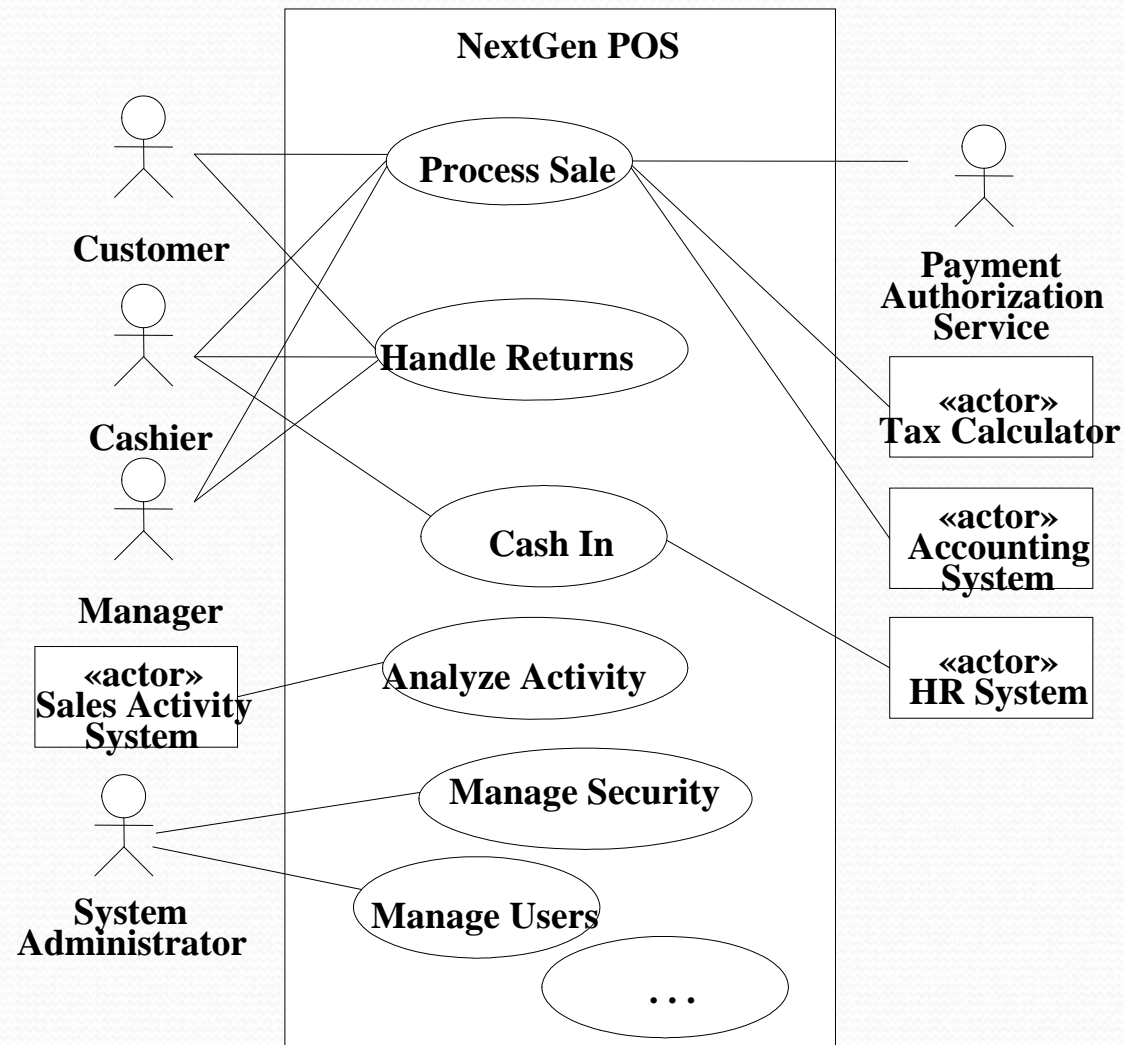 NextGen POS
Process Sale
Customer
Payment
Authorization
Service
Handle Returns
«actor»
Tax Calculator
Cashier
Cash In
«actor»
Accounting
System
Manager
«actor»
Sales Activity
System
Analyze Activity
«actor»
HR System
Manage Security
System
Administrator
Manage Users
. . .